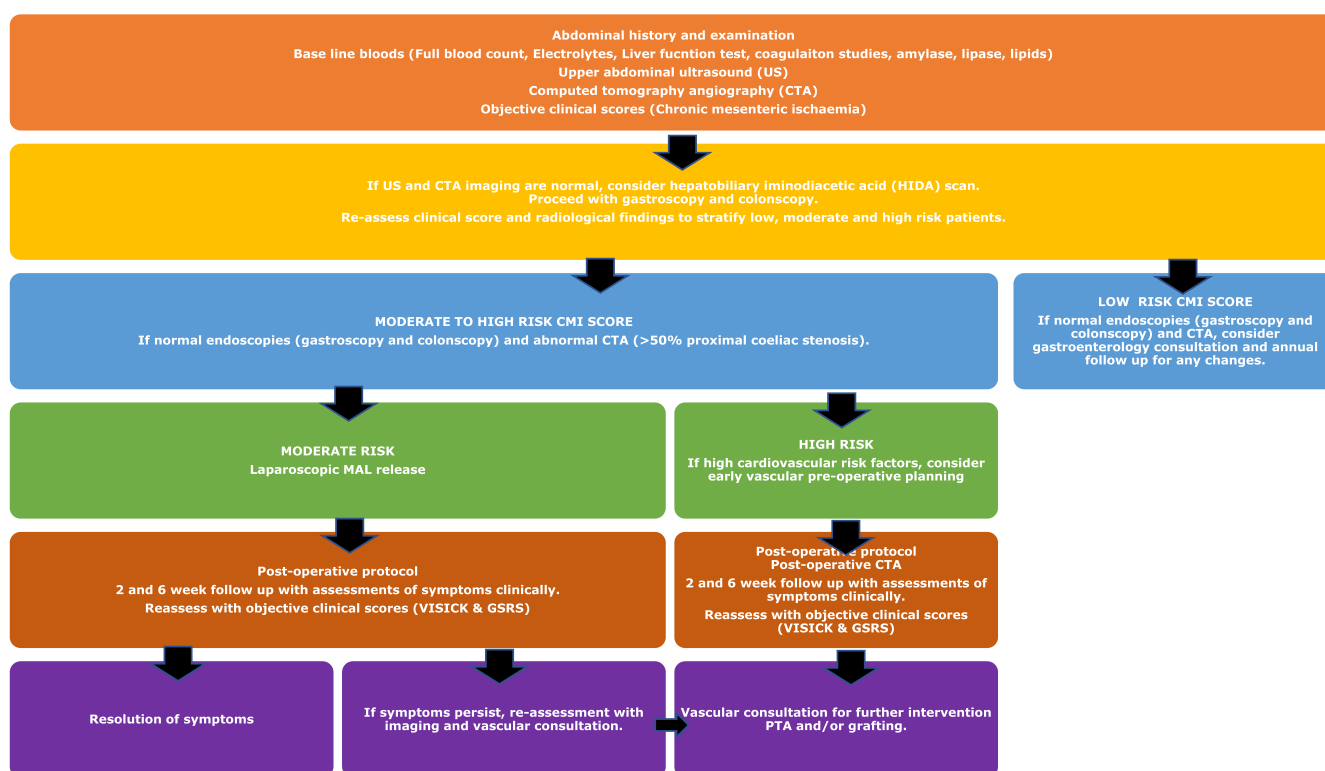 Abdominal history and examination
Base line bloods (Full blood count, Electrolytes, Liver fucntion test, coagulaiton studies, amylase, lipase, lipids)
Upper abdominal ultrasound (US)
Computed tomography angiography (CTA)
Objective clinical scores (Chronic mesenteric ischaemia)
If US and CTA imaging are normal, consider hepatobiliary iminodiacetic acid (HIDA) scan.
Proceed with gastroscopy and colonscopy.
Re-assess clinical score and radiological findings to stratify low, moderate and high risk patients.
MODERATE TO HIGH RISK CMI SCORE
If normal endoscopies (gastroscopy and colonscopy) and abnormal CTA (>50% proximal coeliac stenosis).
LOW RISK CMI SCORE
If normal endoscopies (gastroscopy and
colonscopy) and CTA, consider
gastroenterology consultation and annual
follow up for any changes.
MODERATE RISK
Laparoscopic MAL release
HIGH RISK
If high cardiovascular risk factors, consider
early vascular pre-operative planning
Post-operative protocol
2 and 6 week follow up with assessments of symptoms clinically.
Reassess with objective clinical scores (VISICK & GSRS)
Post-operative protocol
Post-operative CTA
2 and 6 week follow up with assessments of
symptoms clinically.
Reassess with objective clinical scores
(VISICK & GSRS)
Resolution of symptoms
If symptoms persist, re-assessment with
imaging and vascular consultation.
Vascular consultation for further intervention
PTA and/or grafting.